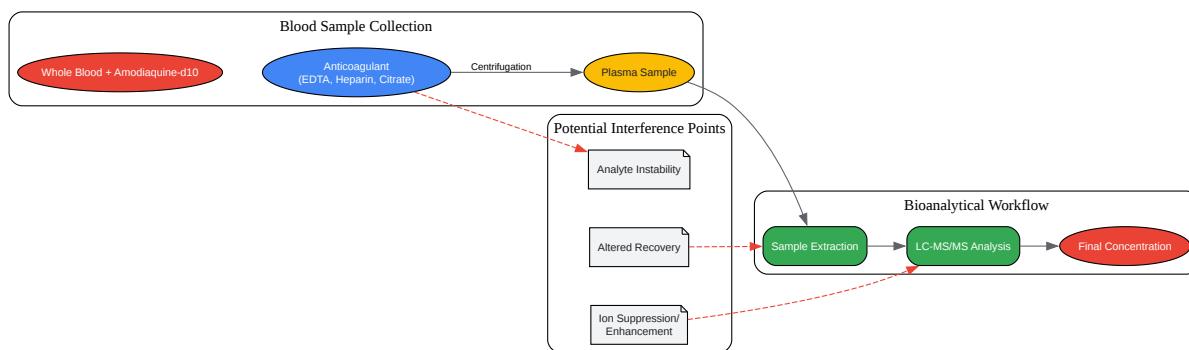 Blood Sample Collection
Whole Blood + Amodiaquine-d10
Anticoagulant
(EDTA, Heparin, Citrate)
Centrifugation
Plasma Sample
Potential Interference Points
Analyte Instability
Altered Recovery
Ion Suppression/
Enhancement
Bioanalytical Workflow
Sample Extraction
LC-MS/MS Analysis
Final Concentration